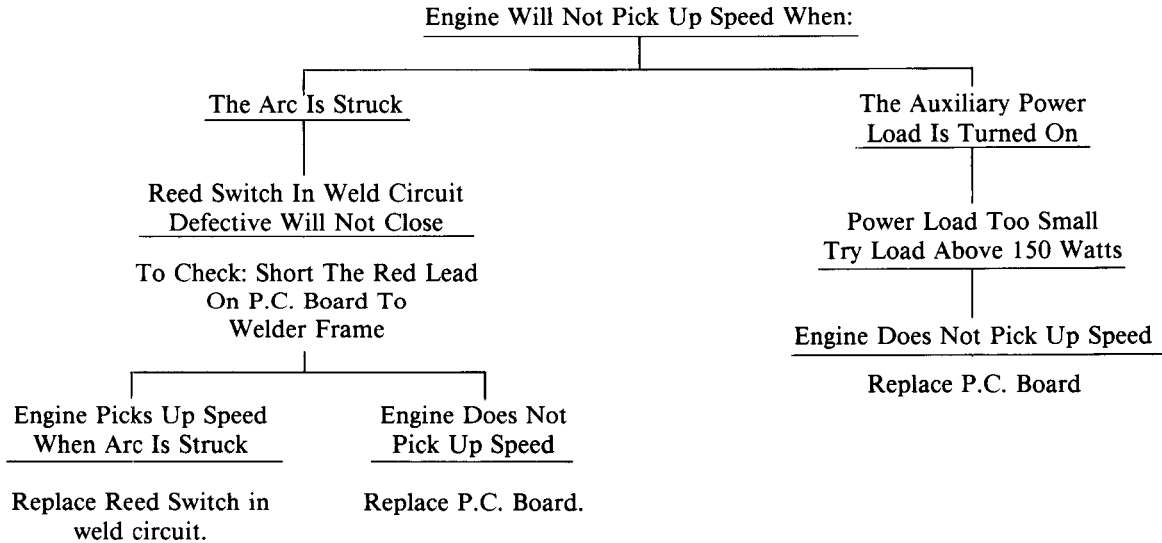 Engine Will Not Pick Up Speed When:
The Arc Is Struck
Reed Switch In Weld Circuit
Defective Will Not Close
To Check: Short The Red Lead
On P.C. Board To
Welder Frame
Engine Picks Up Speed
When Arc Is Struck
Replace Reed Switch in
weld circuit.
Engine Does Not
Pick Up Speed
Replace P.C. Board.
The Auxiliary Power
Load Is Turned On
Power Load Too Small
Try Load Above 150 Watts
Engine Does Not Pick Up Speed
Replace P.C. Board